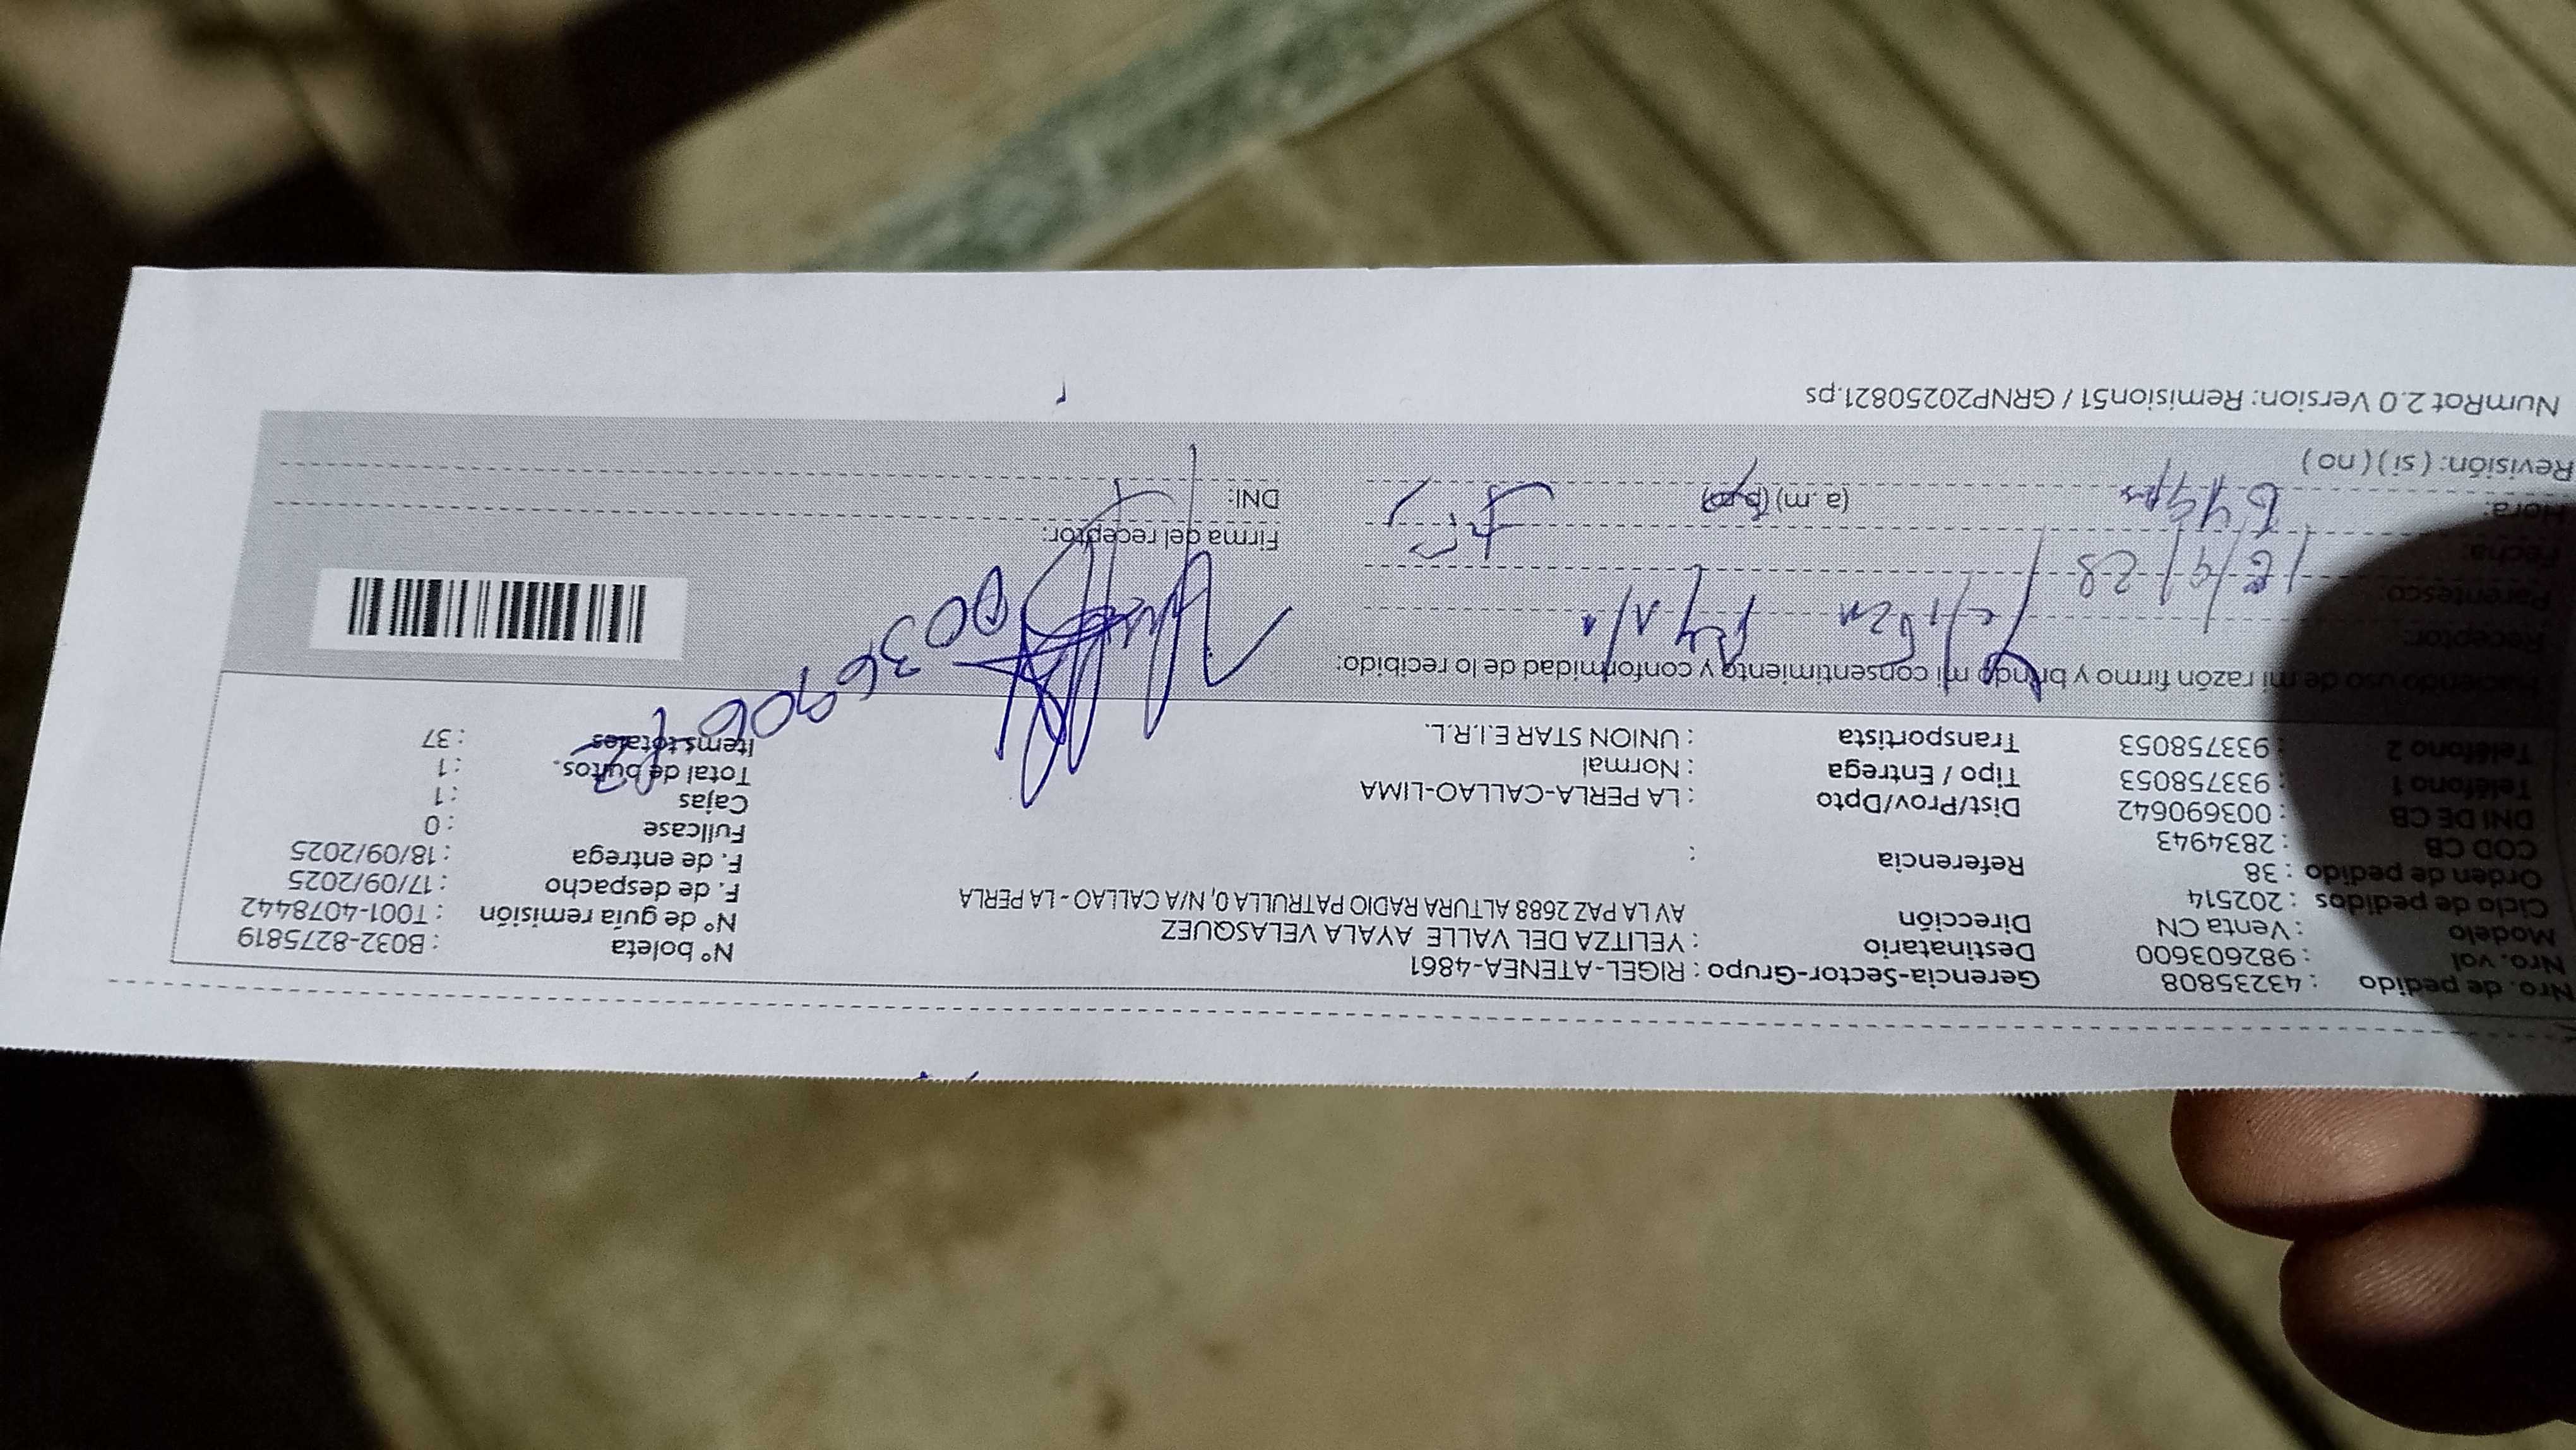 Nro. de pedido : 43235808 Gerencia-Sector-Grupo : RIGEL-ATENEA-4861 N° boleta : B032-8275819
Nro. vol : 982603600 Destinatario : YELITZA DEL VALLE AYALA VELASQUEZ N° de guía remisión : T001-4078442
Modelo : Venta CN Dirección AV LA PAZ 2688 ALTURA RADIO PATRULLA 0, N/A CALLAO - LA PERLA F. de despacho : 17/09/2025
Ciclo de pedidos : 202514 F. de entrega : 18/09/2025
Orden de pedido : 38 Referencia : Fullcase : 0
COD CB : 2834943 Cajas : 1
DNI DE CB : 003690642 Dist/Prov/Dpto : LA PERLA-CALLAO-LIMA Total de bultos. : 1
Teléfono 1 : 933758053 Tipo / Entrega : Normal Items totales : 37
Teléfono 2 : 933758053 Transportista : UNION STAR E.I.R.L.
Haciendo uso de mi razón firmo y brindo mi consentimiento y conformidad de lo recibido:
Receptor:
Parentesco:
Fecha:
Firma del receptor: 003690642
Hora: (a.m) (p.m)
DNI:
Revisión: ( si ) ( no )
NumRot 2.0 Version: Remision51 / GRNP20250821.ps